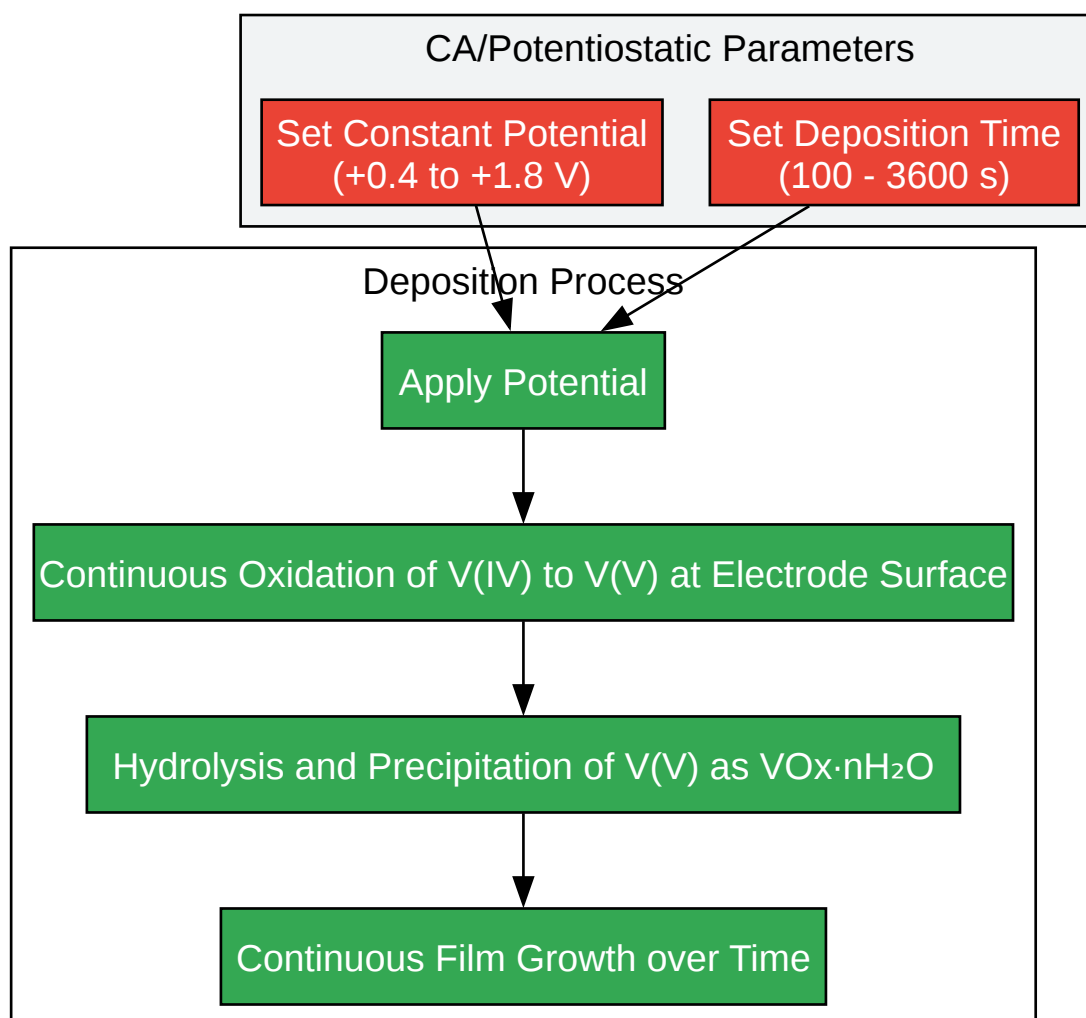 CA/Potentiostatic Parameters
Set Constant Potential
(+0.4 to +1.8 V)
Set Deposition Time
(100 - 3600 s)
Deposition Process
Apply Potential
Continuous Oxidation of V(IV) to V(V) at Electrode Surface
Hydrolysis and Precipitation of V(V) as VOx·nH₂O
Continuous Film Growth over Time